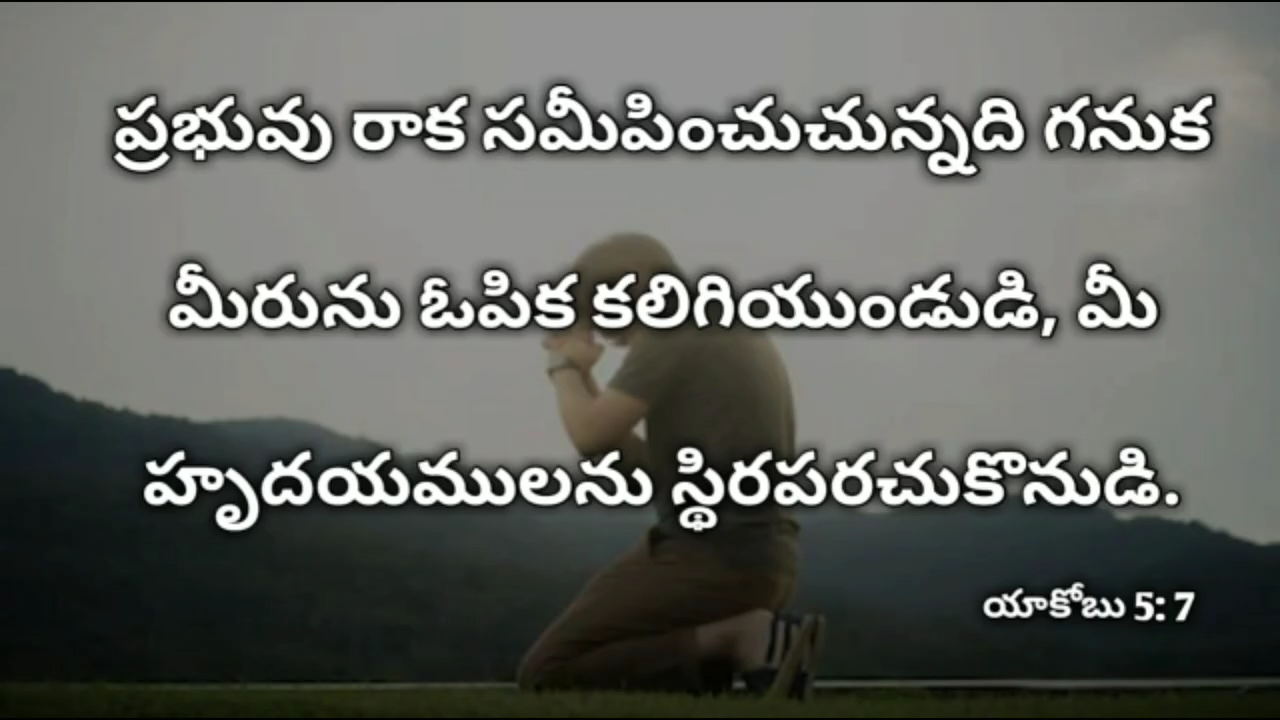 ప్రభువు రాక సమీపించుచున్నది గనుక
మీరును ఓపిక కలిగియుండుడి, మీ
హృదయములను స్థిరపరచుకొనుడి.
యాకోబు 5: 7